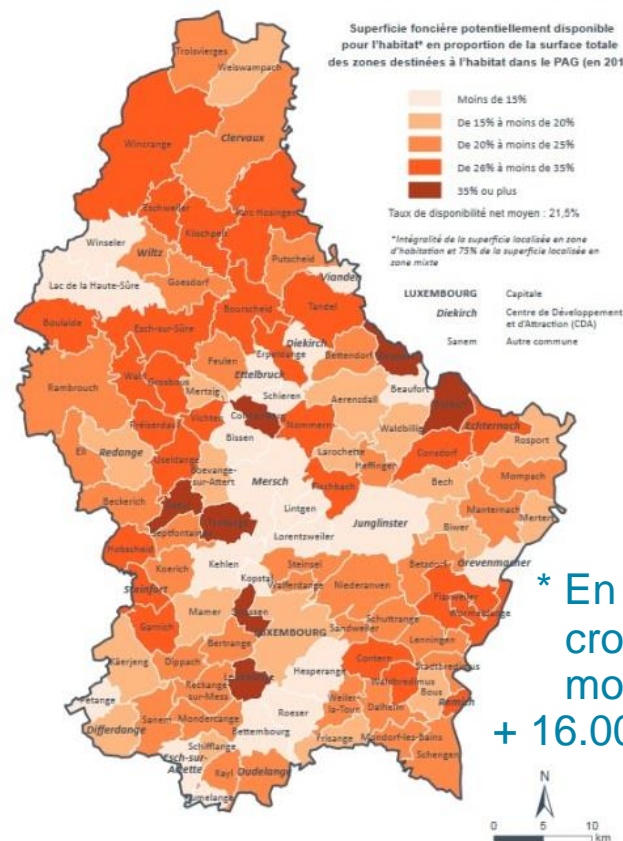 Superficie foncière potentiellement disponible
pour l'habitat* en proportion de la surface totale
des zones destinées à l'habitat dans le PAG (en 201
Moins de 15%
De 15% à moins de 20%
De 20% à moins de 25%
De 26% à moins de 35%
35% ou plus
Taux de disponibilité net moyen : 21,5%
*Intégralité de la superficie localisée en zone
d'habitation et 75% de la superficie localisée en
zone mixte
LUXEMBOURG Capitale
Diekirch Centre de Développement
et d'Attraction (CDA)
Sanem Autre commune
Troisvierges
Weiswampach
Clervaux
Wincrange
Eschweiler
Kiischpelt
Parc Hosingen
Winseler
Wiltz
Putscheid
Goesdorf
Lac de la Haute-Sûre
Vianden
Tandel
Boulaide
Esch-sur-Sûre
Bourscheid
Diekirch
Erpeldange
Bettendorf
Feulen
Ettelbruck
Beaufort
Rambrouch
Wahl
Grosbous
Mertzig
Schieren
Aerensdall
Waldbillig
Echternach
Vichten
Nommern
Consdorf
Rosport
Préizerdaul
Bissen
Larochette
Heffingen
Ell
Redange
Useldange
Boevange-
sur-Attert
Mersch
Fischbach
Bech
Mompach
Beckerich
Lintgen
Junglinster
Manternach
Mertert
Biwer
Septfontaines
Lorentzweiler
Hobscheid
Kehlen
Grevenmacher
Koerich
Kopstal
Steinsel
Betzdorf
Steinfort
Walferdange
Niederanven
Flaxweiler
Wormeldange
Garnich
Mamer
Strassen
LUXEMBOURG
Schuttrange
Sandweiler
Lenningen
Bertrange
Käerjeng
Dippach
Hesperange
Contern
Stadtbredimus
Waldbredimus
Bous
Reckange-
sur-Mess
Leudelange
Weiler-
la-Tour
Dalheim
Remich
Pétange
Sanem
Mondercange
Roeser
Bettembourg
Frisange
Mondorf-les-Bains
Differdange
Schifflange
Schengen
Esch-sur-
Alzette
Kayl
Dudelange
Rumelange
* En
cro
mo
+ 16.00
N
0 5 10
km